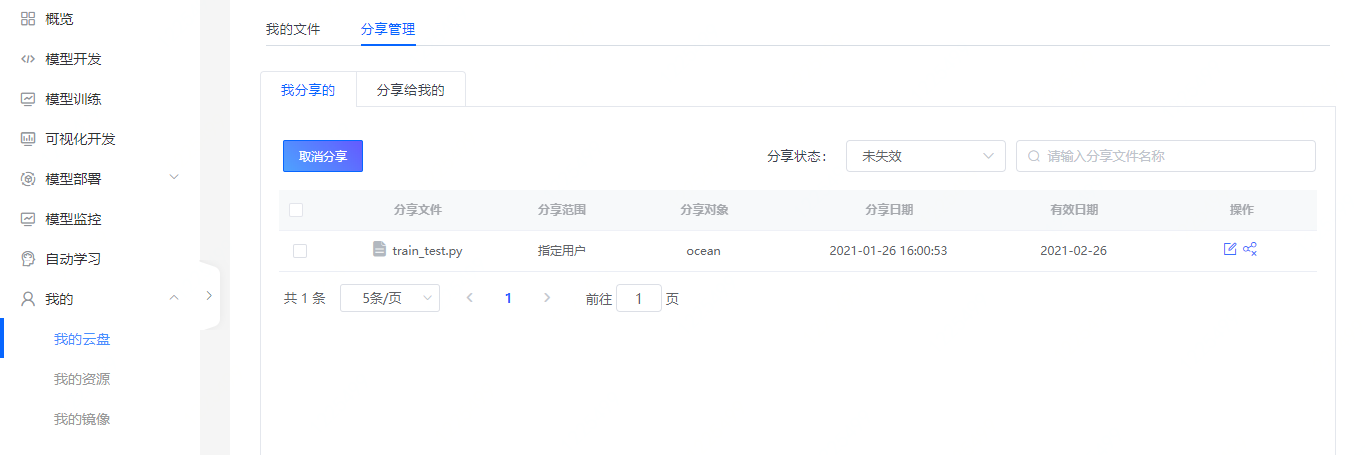 概览
模型开发
模型训练
可视化开发
模型部署
模型监控
自动学习
我的
我的云盘
我的资源
我的镜像
我的文件 分享管理
我分享的 分享给我的
取消分享 分享状态: 未失效 请输入分享文件名称
分享文件 分享范围 分享对象 分享日期 有效日期 操作
train_test.py 指定用户 ocean 2021-01-26 16:00:53 2021-02-26
共 1 条 5条/页 1 前往 1 页